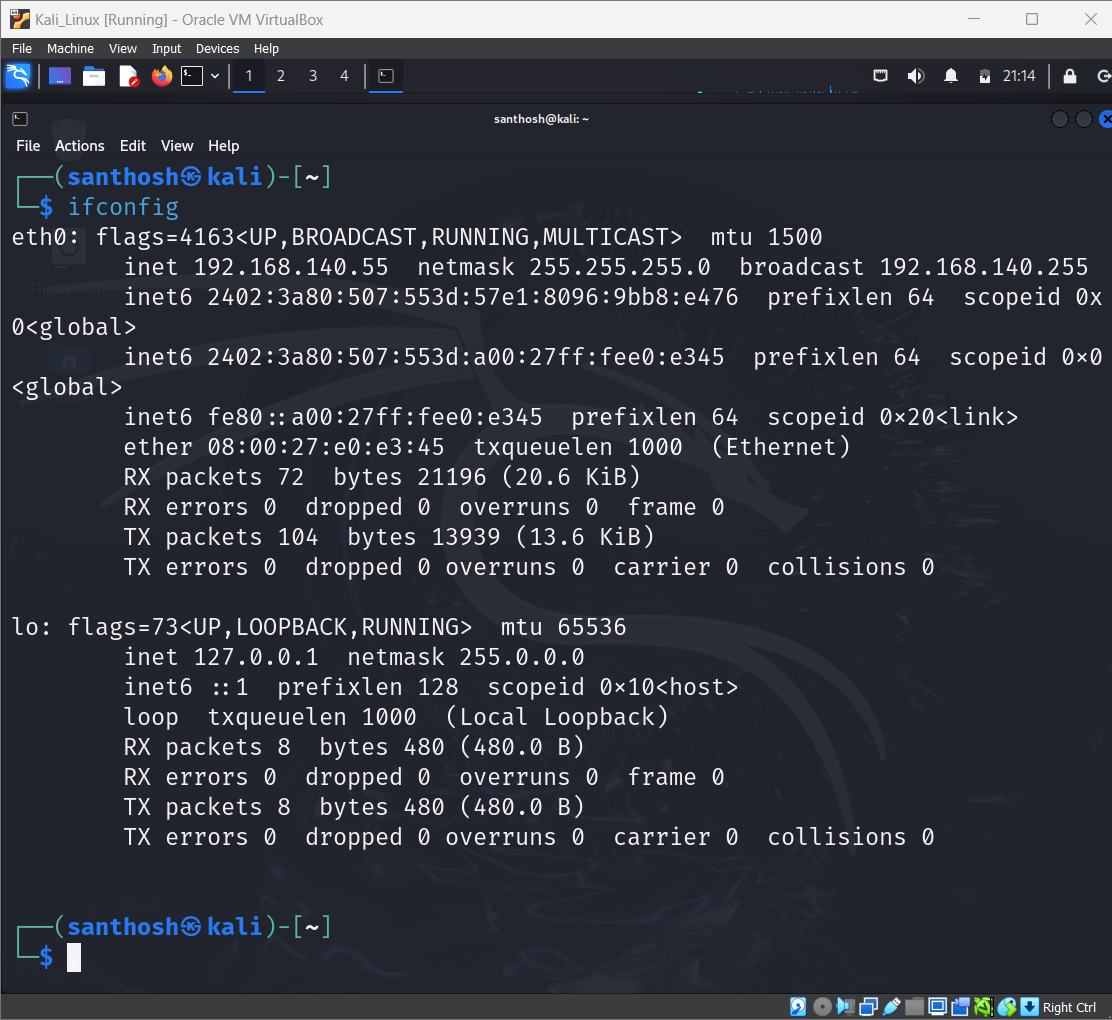 Kali_Linux [Running] - Oracle VM VirtualBox
File Machine View Input Devices Help
1 2 3 4 21:14
santhosh@kali: ~
File Actions Edit View Help
┌──(santhosh㉿kali)-[~]
└─$ ifconfig
eth0: flags=4163<UP,BROADCAST,RUNNING,MULTICAST>  mtu 1500
        inet 192.168.140.55  netmask 255.255.255.0  broadcast 192.168.140.255
        inet6 2402:3a80:507:553d:57e1:8096:9bb8:e476  prefixlen 64  scopeid 0x
0<global>
        inet6 2402:3a80:507:553d:a00:27ff:fee0:e345  prefixlen 64  scopeid 0×0
<global>
        inet6 fe80::a00:27ff:fee0:e345  prefixlen 64  scopeid 0×20<link>
        ether 08:00:27:e0:e3:45  txqueuelen 1000  (Ethernet)
        RX packets 72  bytes 21196 (20.6 KiB)
        RX errors 0  dropped 0  overruns 0  frame 0
        TX packets 104  bytes 13939 (13.6 KiB)
        TX errors 0  dropped 0 overruns 0  carrier 0  collisions 0
lo: flags=73<UP,LOOPBACK,RUNNING>  mtu 65536
        inet 127.0.0.1  netmask 255.0.0.0
        inet6 ::1  prefixlen 128  scopeid 0×10<host>
        loop  txqueuelen 1000  (Local Loopback)
        RX packets 8  bytes 480 (480.0 B)
        RX errors 0  dropped 0  overruns 0  frame 0
        TX packets 8  bytes 480 (480.0 B)
        TX errors 0  dropped 0 overruns 0  carrier 0  collisions 0
┌──(santhosh㉿kali)-[~]
└─$
File System
Right Ctrl